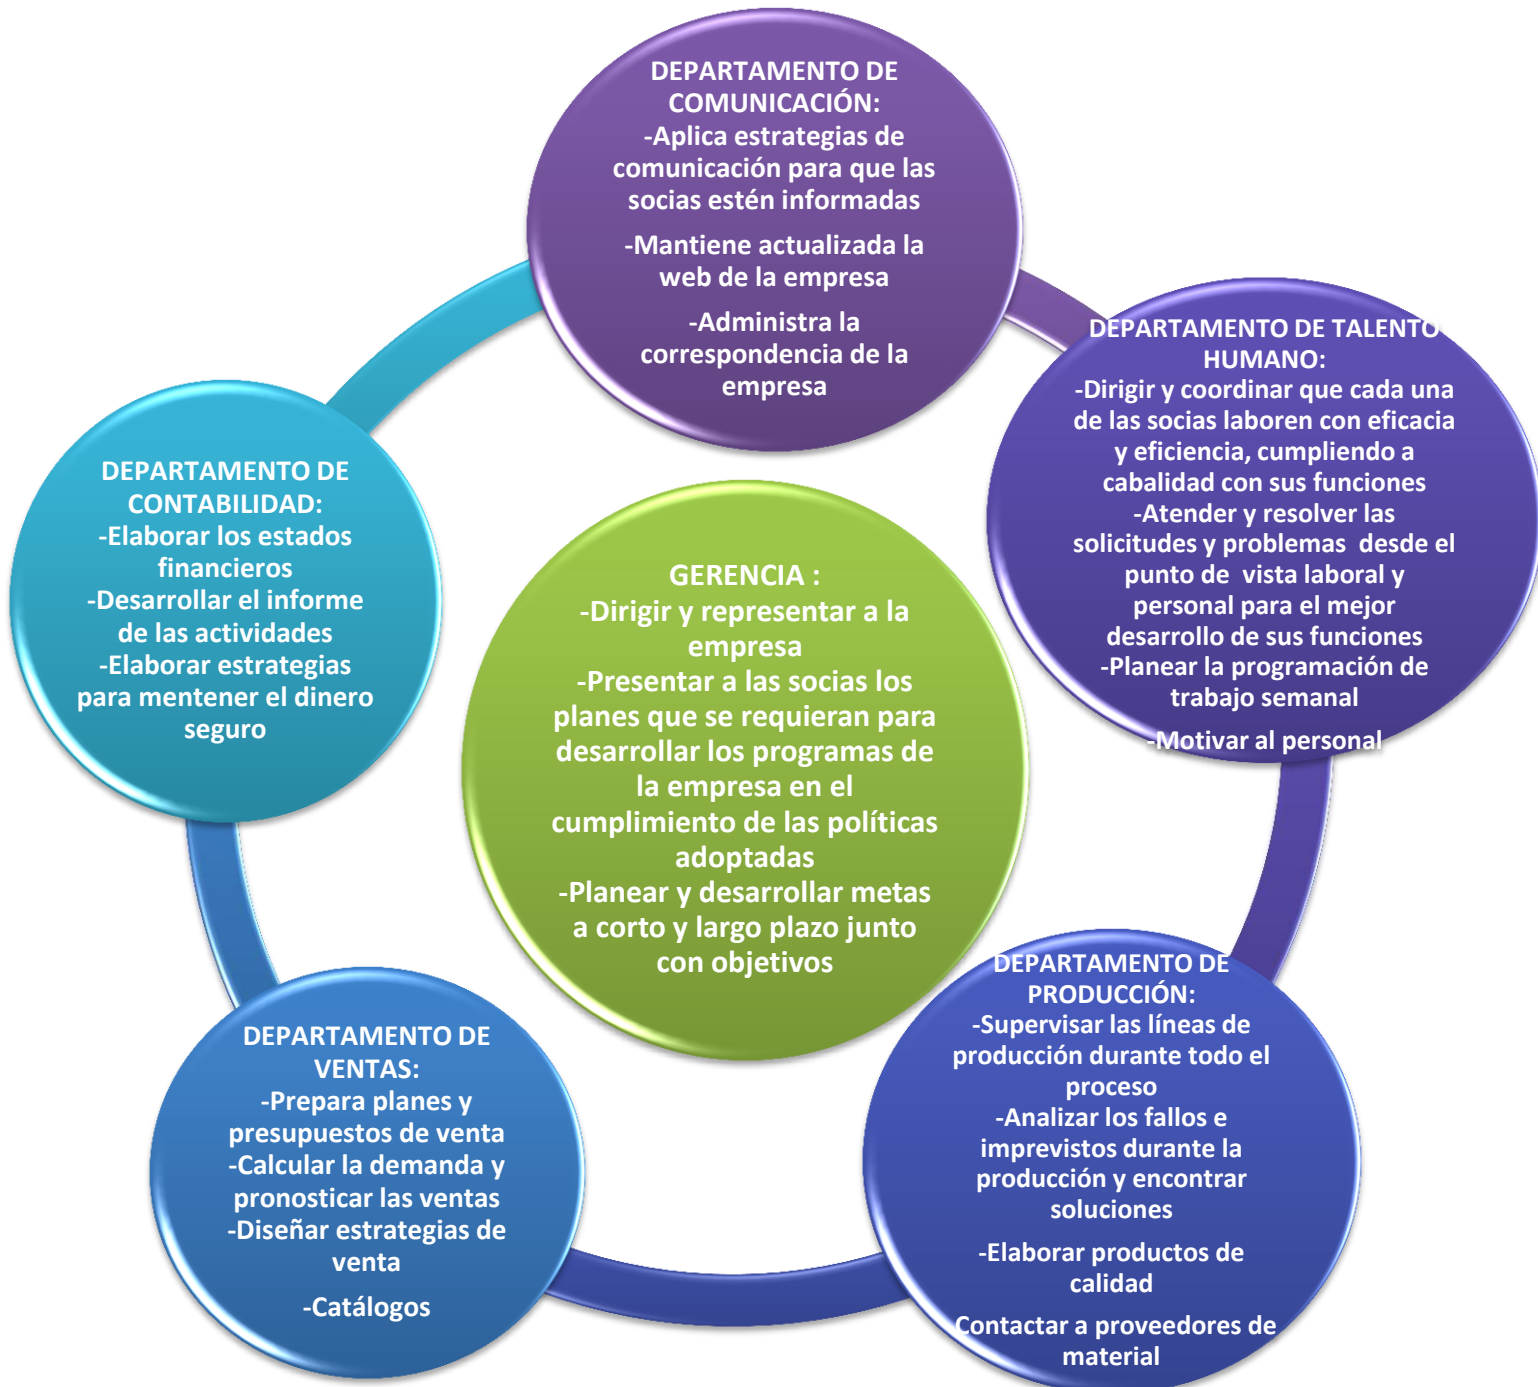 DEPARTAMENTO DE
COMUNICACIÓN:
-Aplica estrategias de
comunicación para que las
socias estén informadas
-Mantiene actualizada la
web de la empresa
-Administra la
correspondencia de la
empresa
DEPARTAMENTO DE TALENTO
HUMANO:
-Dirigir y coordinar que cada una
de las socias laboren con eficacia
y eficiencia, cumpliendo a
cabalidad con sus funciones
-Atender y resolver las
solicitudes y problemas desde el
punto de vista laboral y
personal para el mejor
desarrollo de sus funciones
-Planear la programación de
trabajo semanal
-Motivar al personal
DEPARTAMENTO DE
PRODUCCIÓN:
-Supervisar las líneas de
producción durante todo el
proceso
-Analizar los fallos e
imprevistos durante la
producción y encontrar
soluciones
-Elaborar productos de
calidad
Contactar a proveedores de
material
DEPARTAMENTO DE
VENTAS:
-Prepara planes y
presupuestos de venta
-Calcular la demanda y
pronosticar las ventas
-Diseñar estrategias de
venta
-Catálogos
DEPARTAMENTO DE
CONTABILIDAD:
-Elaborar los estados
financieros
-Desarrollar el informe
de las actividades
-Elaborar estrategias
para mentener el dinero
seguro
GERENCIA :
-Dirigir y representar a la
empresa
-Presentar a las socias los
planes que se requieran para
desarrollar los programas de
la empresa en el
cumplimiento de las políticas
adoptadas
-Planear y desarrollar metas
a corto y largo plazo junto
con objetivos